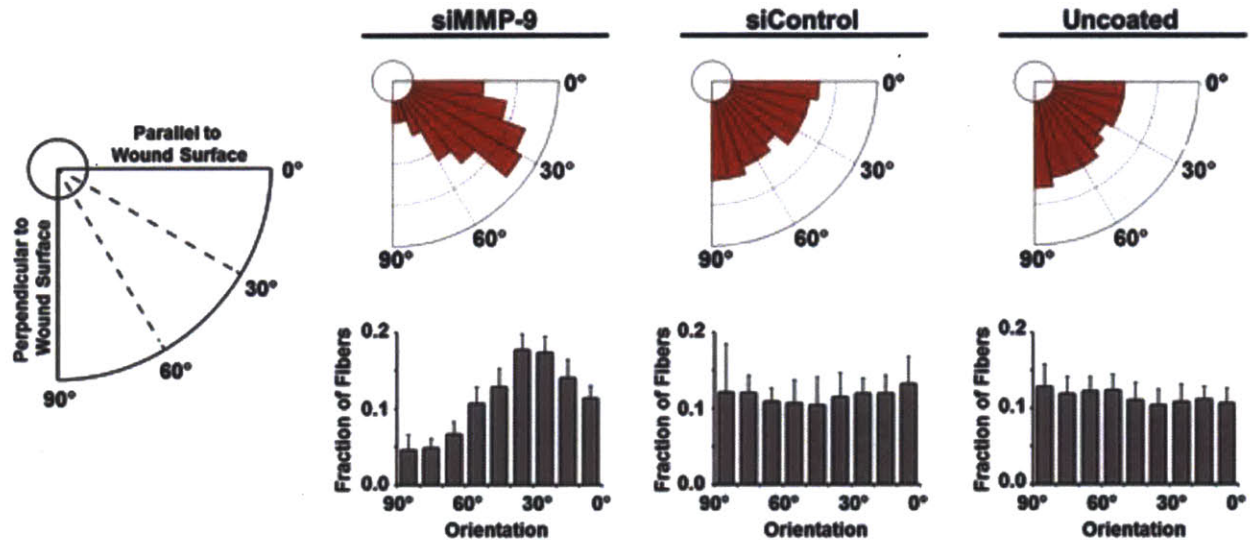 siMMP-9
siControl
Uncoated
Parallel to
Wound Surface
0°
Perpendicular to
Wound Surface
30°
60°
90°
0°
30°
60°
90°
0°
30°
60°
90°
0°
30°
60°
90°
Fraction of Fibers
0.2
0.1
0.0
90° 60° 30° 0°
Orientation
Fraction of Fibers
0.2
0.1
0.0
90° 60° 30° 0°
Orientation
Fraction of Fibers
0.2
0.1
0.0
90° 60° 30° 0°
Orientation